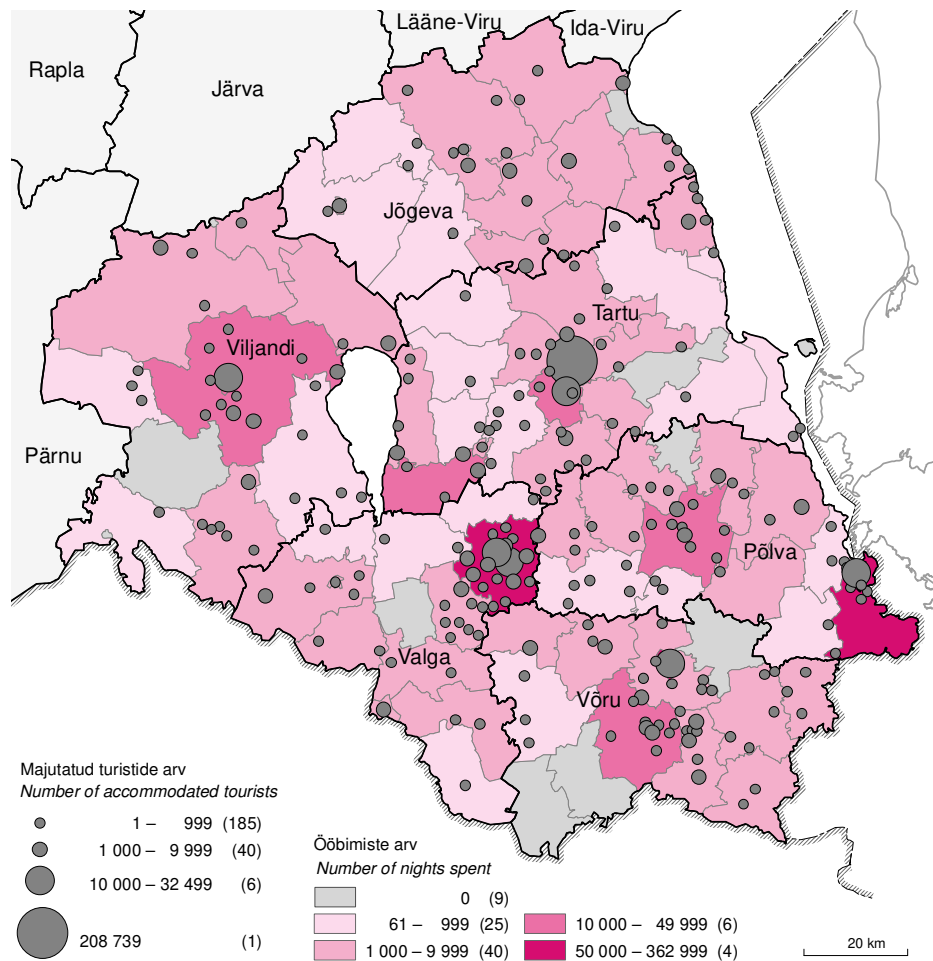 Lääne-Viru
Ida-Viru
Rapla
Järva
Jõgeva
Tartu
Viljandi
Pärnu
Põlva
Valga
Võru
Majutatud turistide arv
Number of accommodated tourists
1 – 999 (185)
1 000 – 9 999 (40)
10 000 – 32 499 (6)
208 739 (1)
Ööbimiste arv
Number of nights spent
0 (9)
61 – 999 (25)
1 000 – 9 999 (40)
10 000 – 49 999 (6)
50 000 – 362 999 (4)
20 km